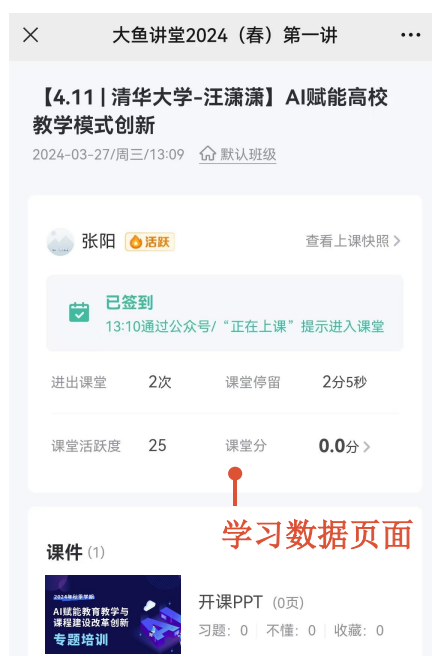 大鱼讲堂2024（春）第一讲
【4.11 | 清华大学-汪潇潇】AI赋能高校
教学模式创新
2024-03-27/周三/13:09 默认班级
张阳 活跃 查看上课快照
已签到
13:10通过公众号/“正在上课”提示进入课堂
进出课堂 2次 课堂停留 2分5秒
课堂活跃度 25 课堂分 0.0分
学习数据页面
课件 (1)
2024年秋季学期
AI赋能教育教学与
课程建设改革创新
专题培训
开课PPT (0页)
习题: 0 不懂: 0 收藏: 0